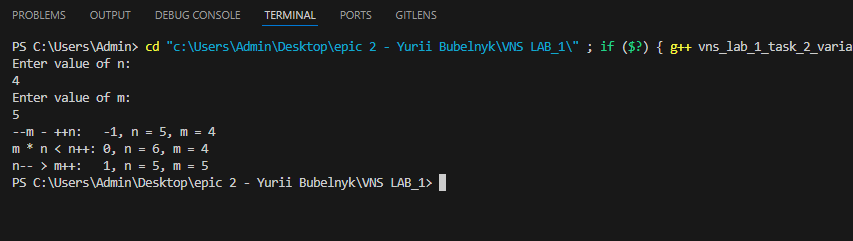 PROBLEMS OUTPUT DEBUG CONSOLE TERMINAL PORTS GITLENS
PS C:\Users\Admin> cd "c:\Users\Admin\Desktop\epic 2 - Yurii Bubelnyk\VNS LAB_1\" ; if ($?) { g++ vns_lab_1_task_2_varia
Enter value of n:
4
Enter value of m:
5
--m - ++n:   -1, n = 5, m = 4
m * n < n++: 0, n = 6, m = 4
n-- > m++:   1, n = 5, m = 5
PS C:\Users\Admin\Desktop\epic 2 - Yurii Bubelnyk\VNS LAB_1>